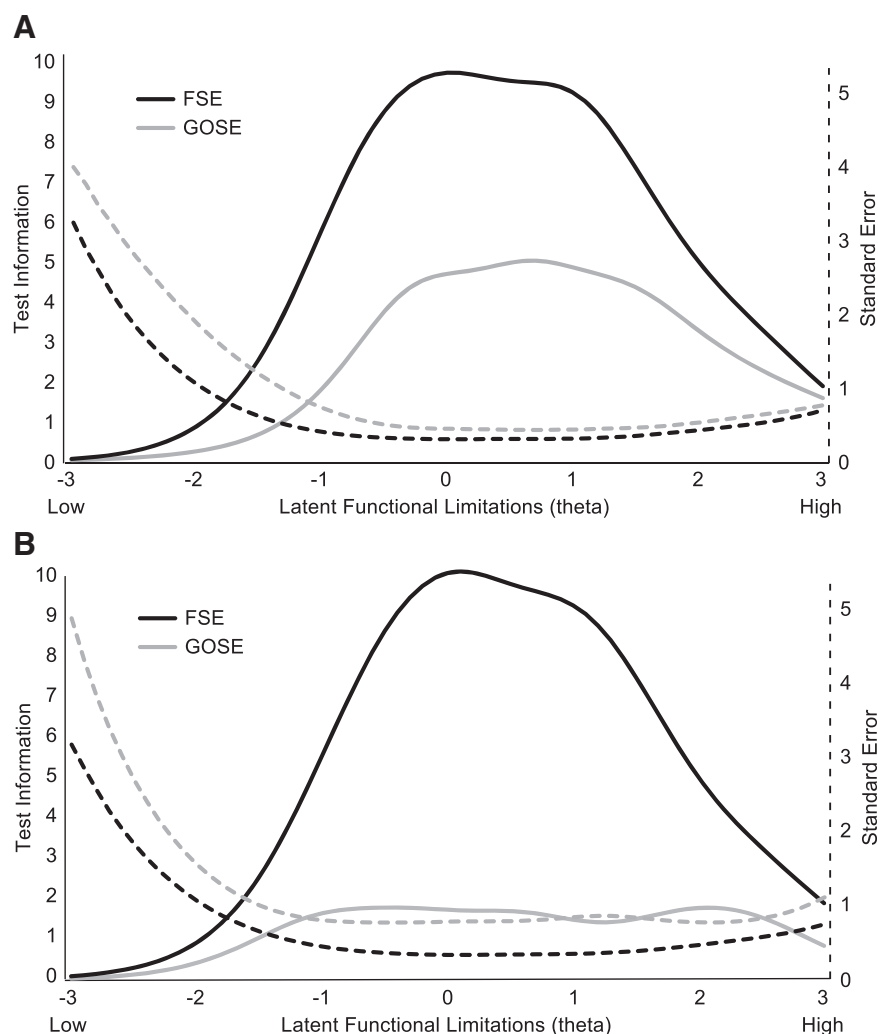 A
10
9
8
7
6
5
4
3
2
1
0
Test Information
FSE
GOSE
5
4
3
2
1
0
Standard Error
-3 -2 -1 0 1 2 3
Low Latent Functional Limitations (theta) High
B
10
9
8
7
6
5
4
3
2
1
0
Test Information
FSE
GOSE
5
4
3
2
1
0
Standard Error
-3 -2 -1 0 1 2 3
Low Latent Functional Limitations (theta) High